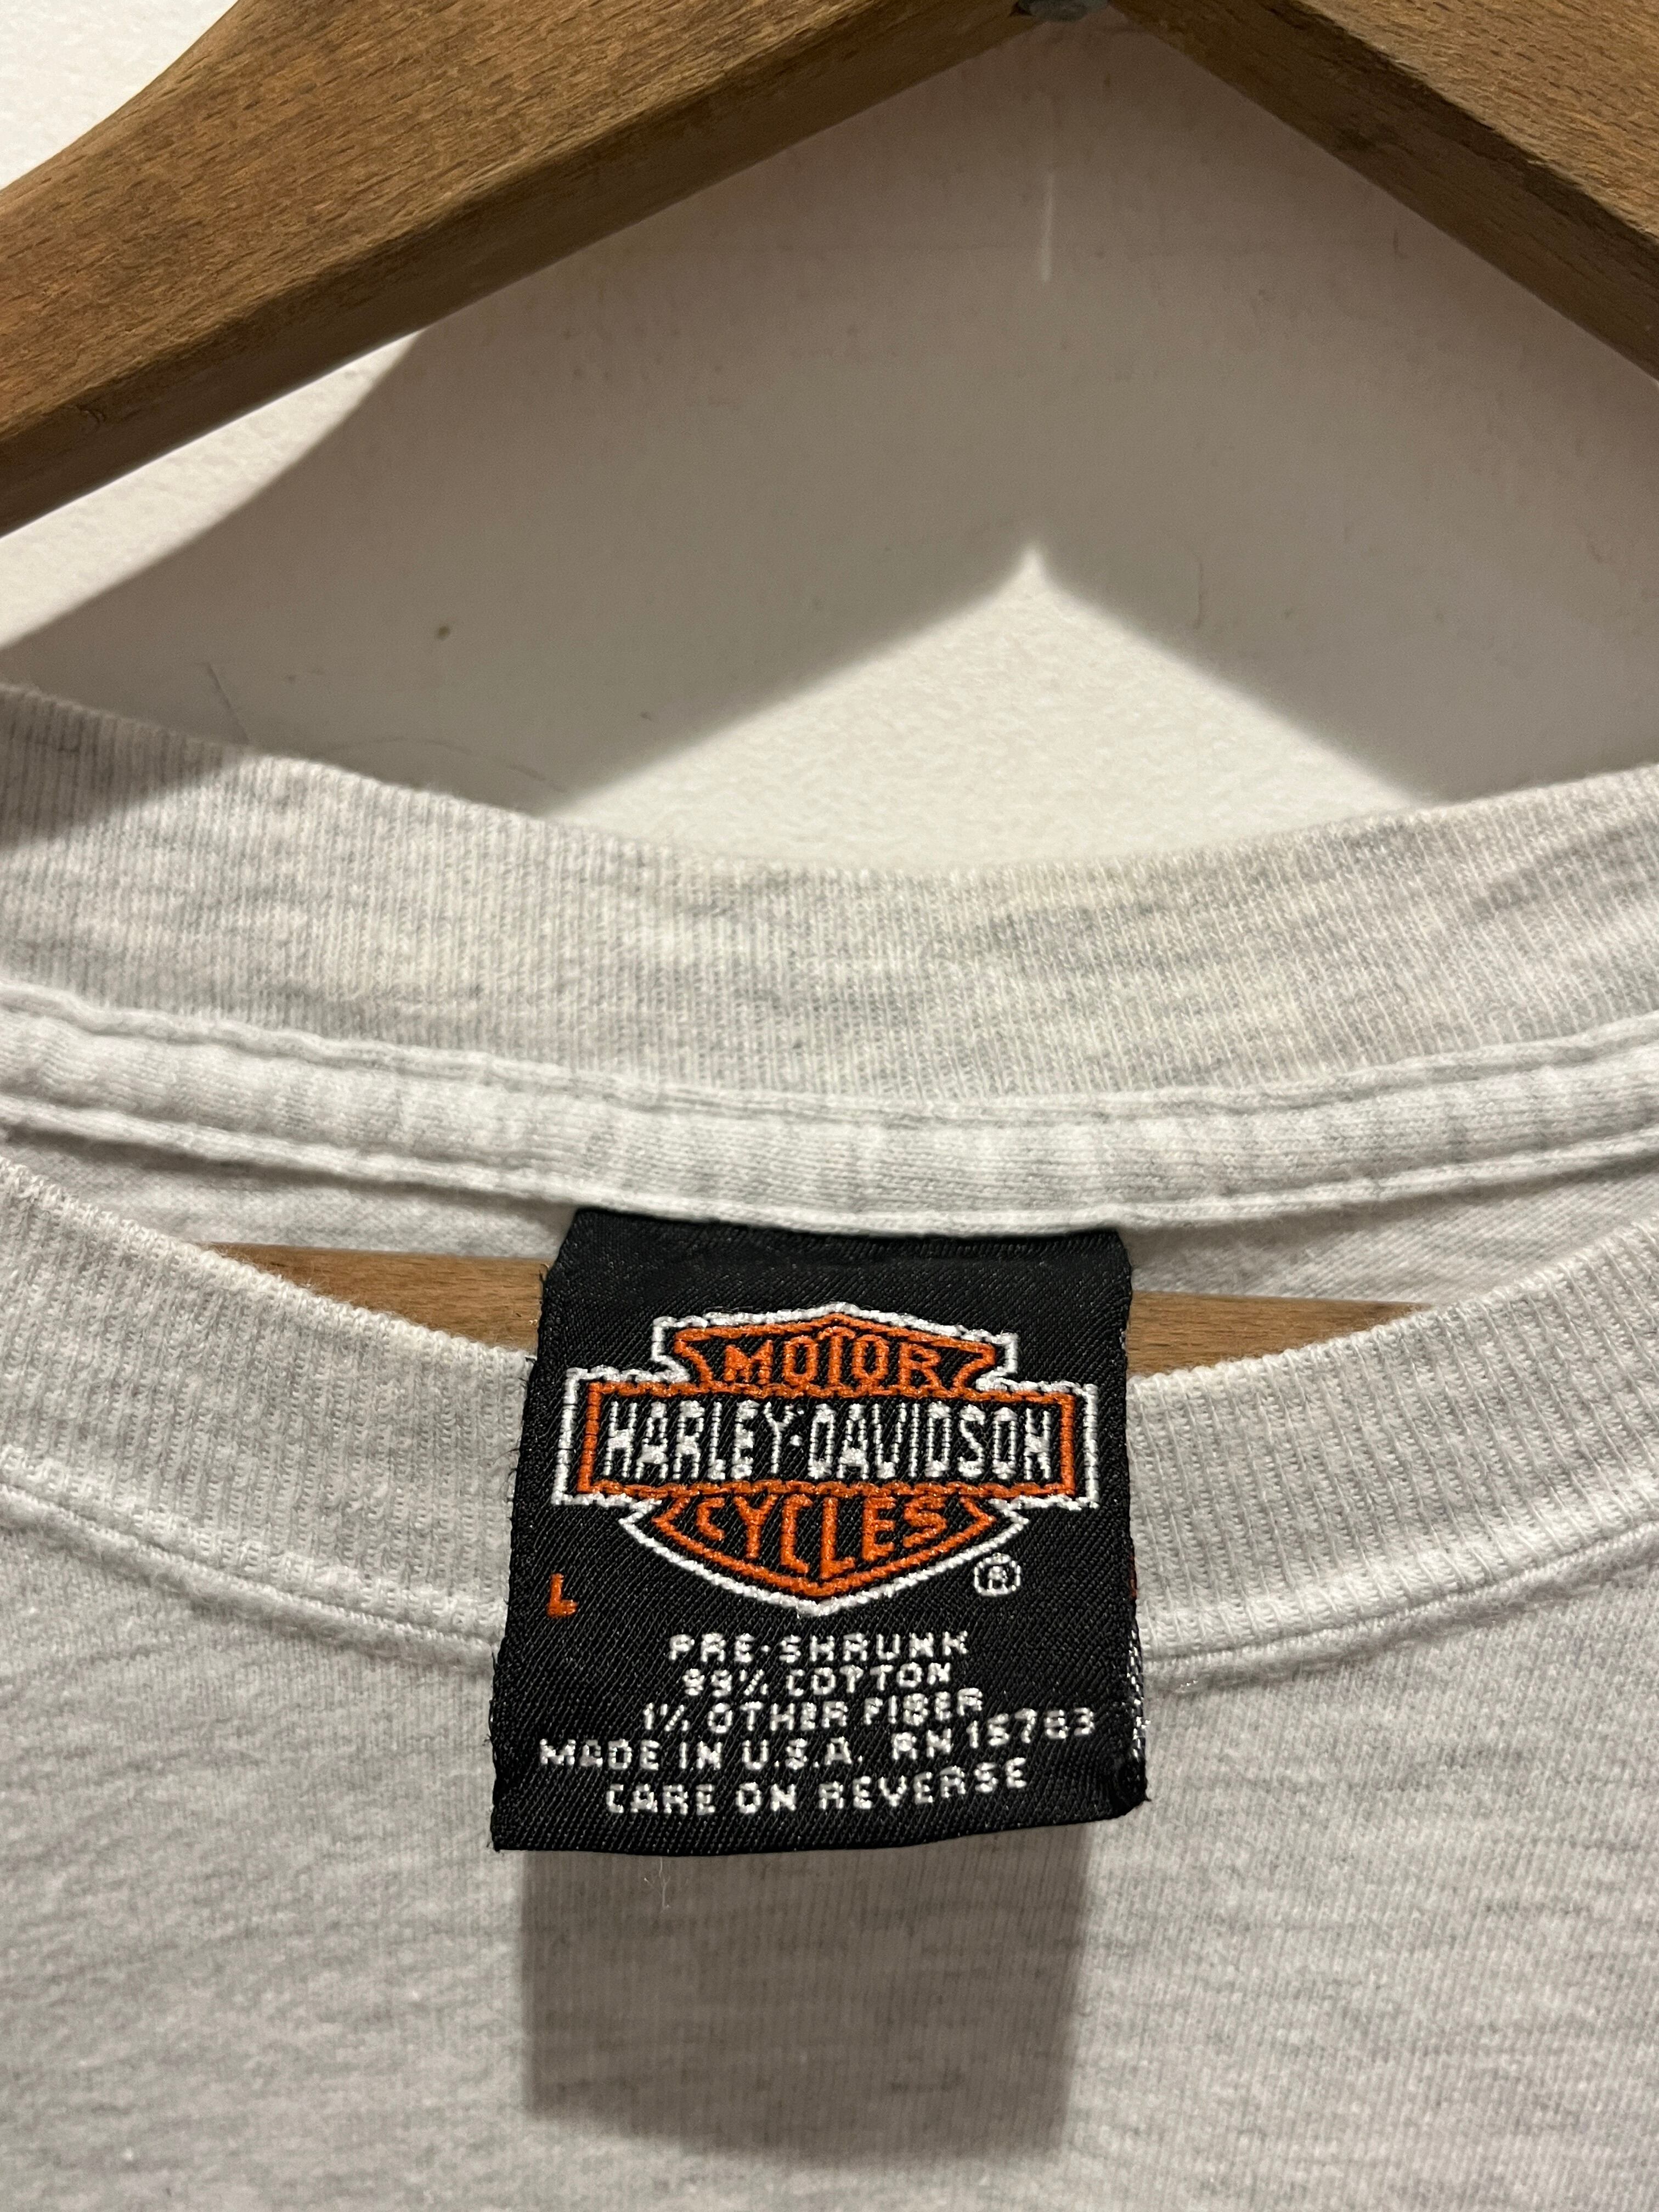 MOTOR
HARLEY-DAVIDSON
CYCLES
®
L
PRE-SHRUNK
99% COTTON
1% OTHER FIBER
MADE IN U.S.A. RN 15763
CARE ON REVERSE